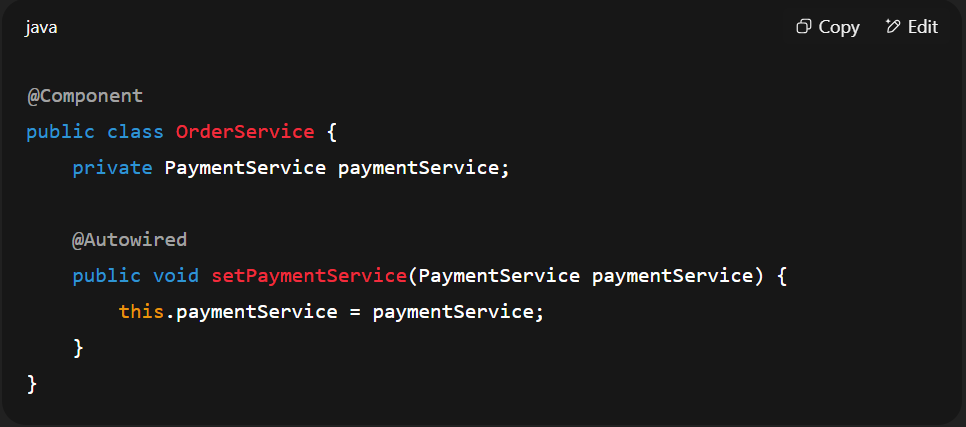 java
Copy
Edit
@Component
public class OrderService {
    private PaymentService paymentService;
    @Autowired
    public void setPaymentService(PaymentService paymentService) {
        this.paymentService = paymentService;
    }
}